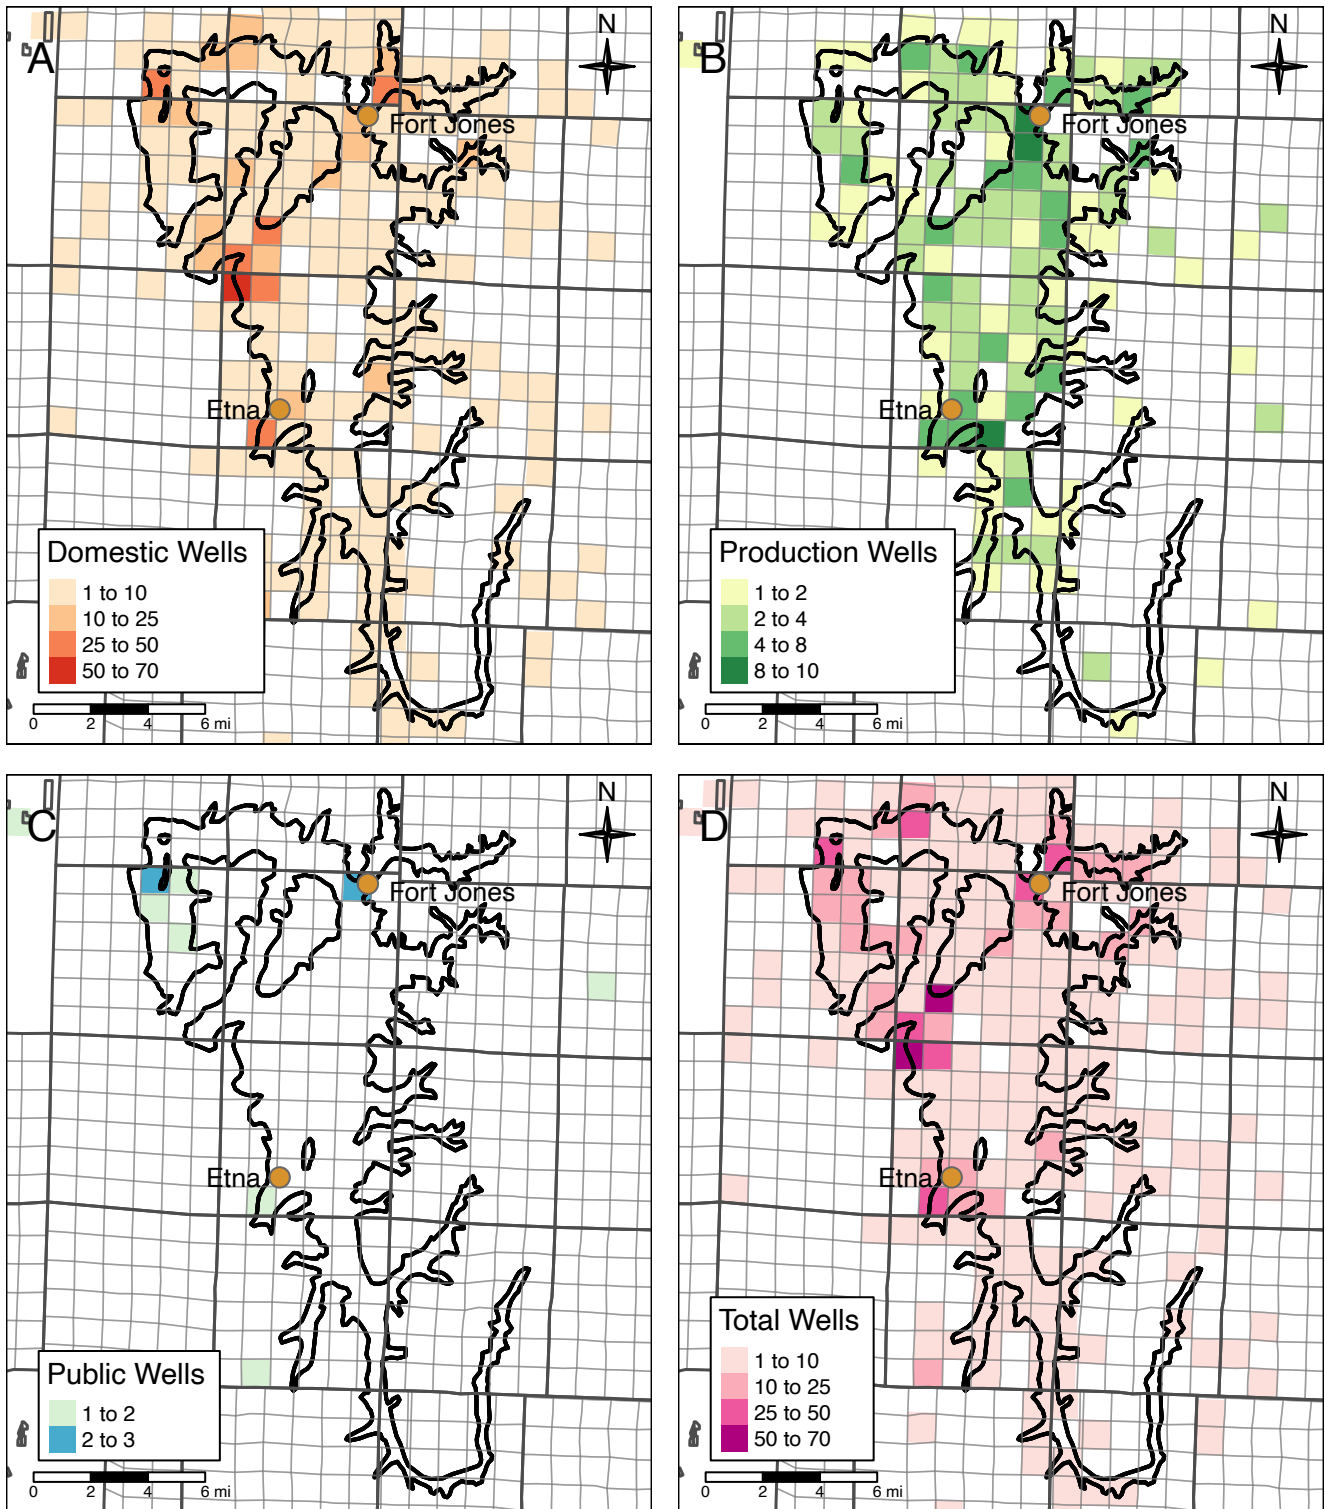 A
N
Fort Jones
Etna
Domestic Wells
1 to 10
10 to 25
25 to 50
50 to 70
0 2 4 6 mi
B
N
Fort Jones
Etna
Production Wells
1 to 2
2 to 4
4 to 8
8 to 10
0 2 4 6 mi
C
N
Fort Jones
Etna
Public Wells
1 to 2
2 to 3
0 2 4 6 mi
D
N
Fort Jones
Etna
Total Wells
1 to 10
10 to 25
25 to 50
50 to 70
0 2 4 6 mi